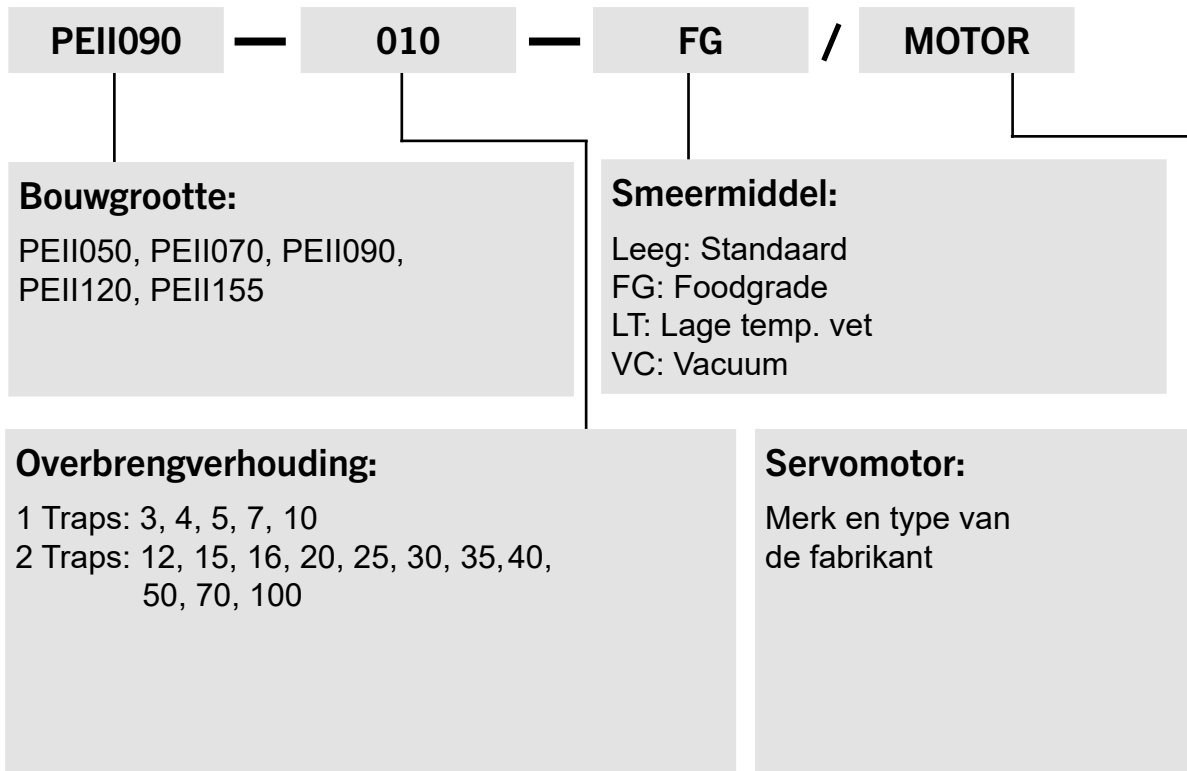 PEII090 — 010 — FG / MOTOR
Bouwgrootte:
PEII050, PEII070, PEII090,
PEII120, PEII155
Smeermiddel:
Leeg: Standaard
FG: Foodgrade
LT: Lage temp. vet
VC: Vacuum
Overbrengverhouding:
1 Traps: 3, 4, 5, 7, 10
2 Traps: 12, 15, 16, 20, 25, 30, 35, 40,
50, 70, 100
Servomotor:
Merk en type van
de fabrikant